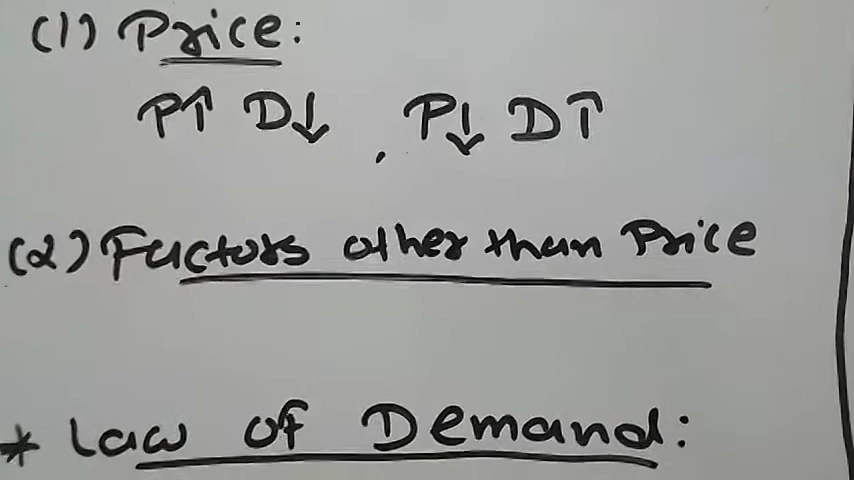 (1) Price:
P↑ D↓ , P↓ D↑
(2) Factors other than Price
* Law of Demand: